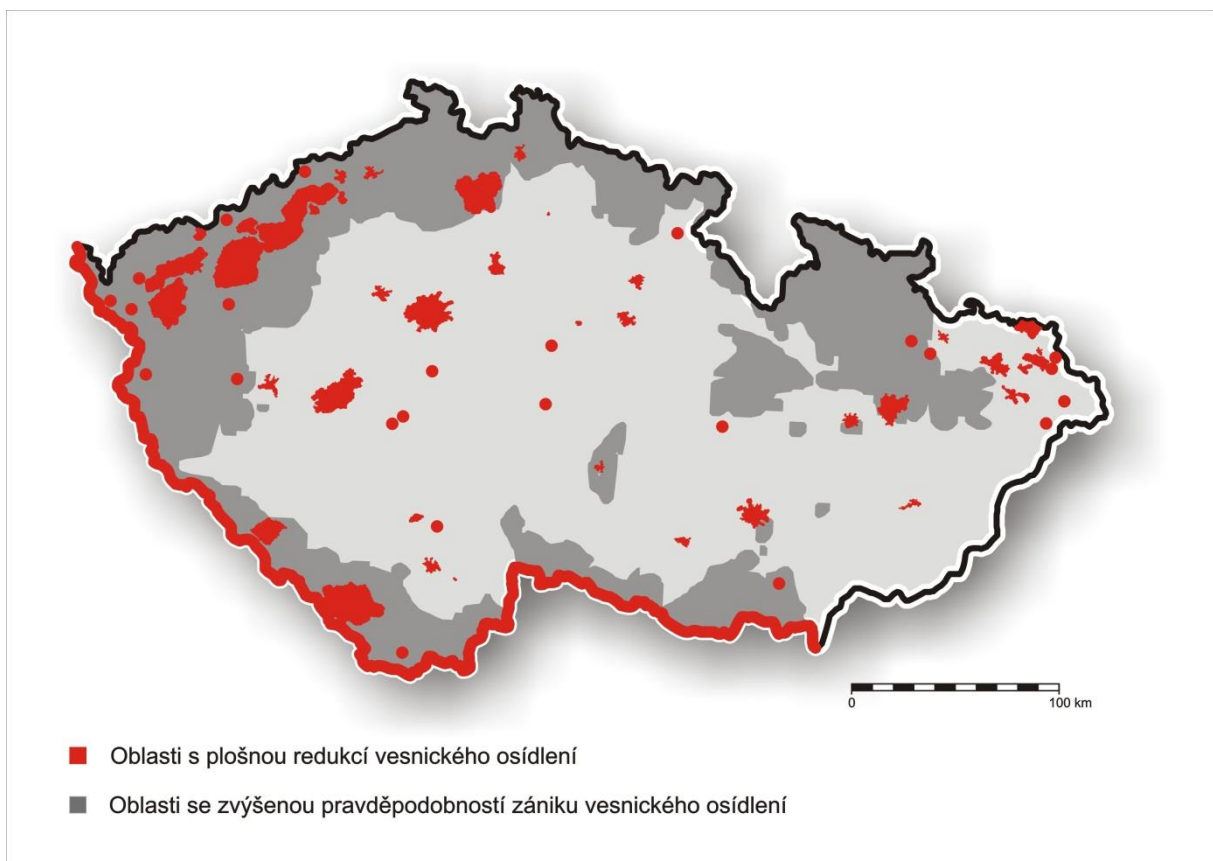 0 100 km
Oblasti s plošnou redukcí vesnického osídlení
Oblasti se zvýšenou pravděpodobností zániku vesnického osídlení